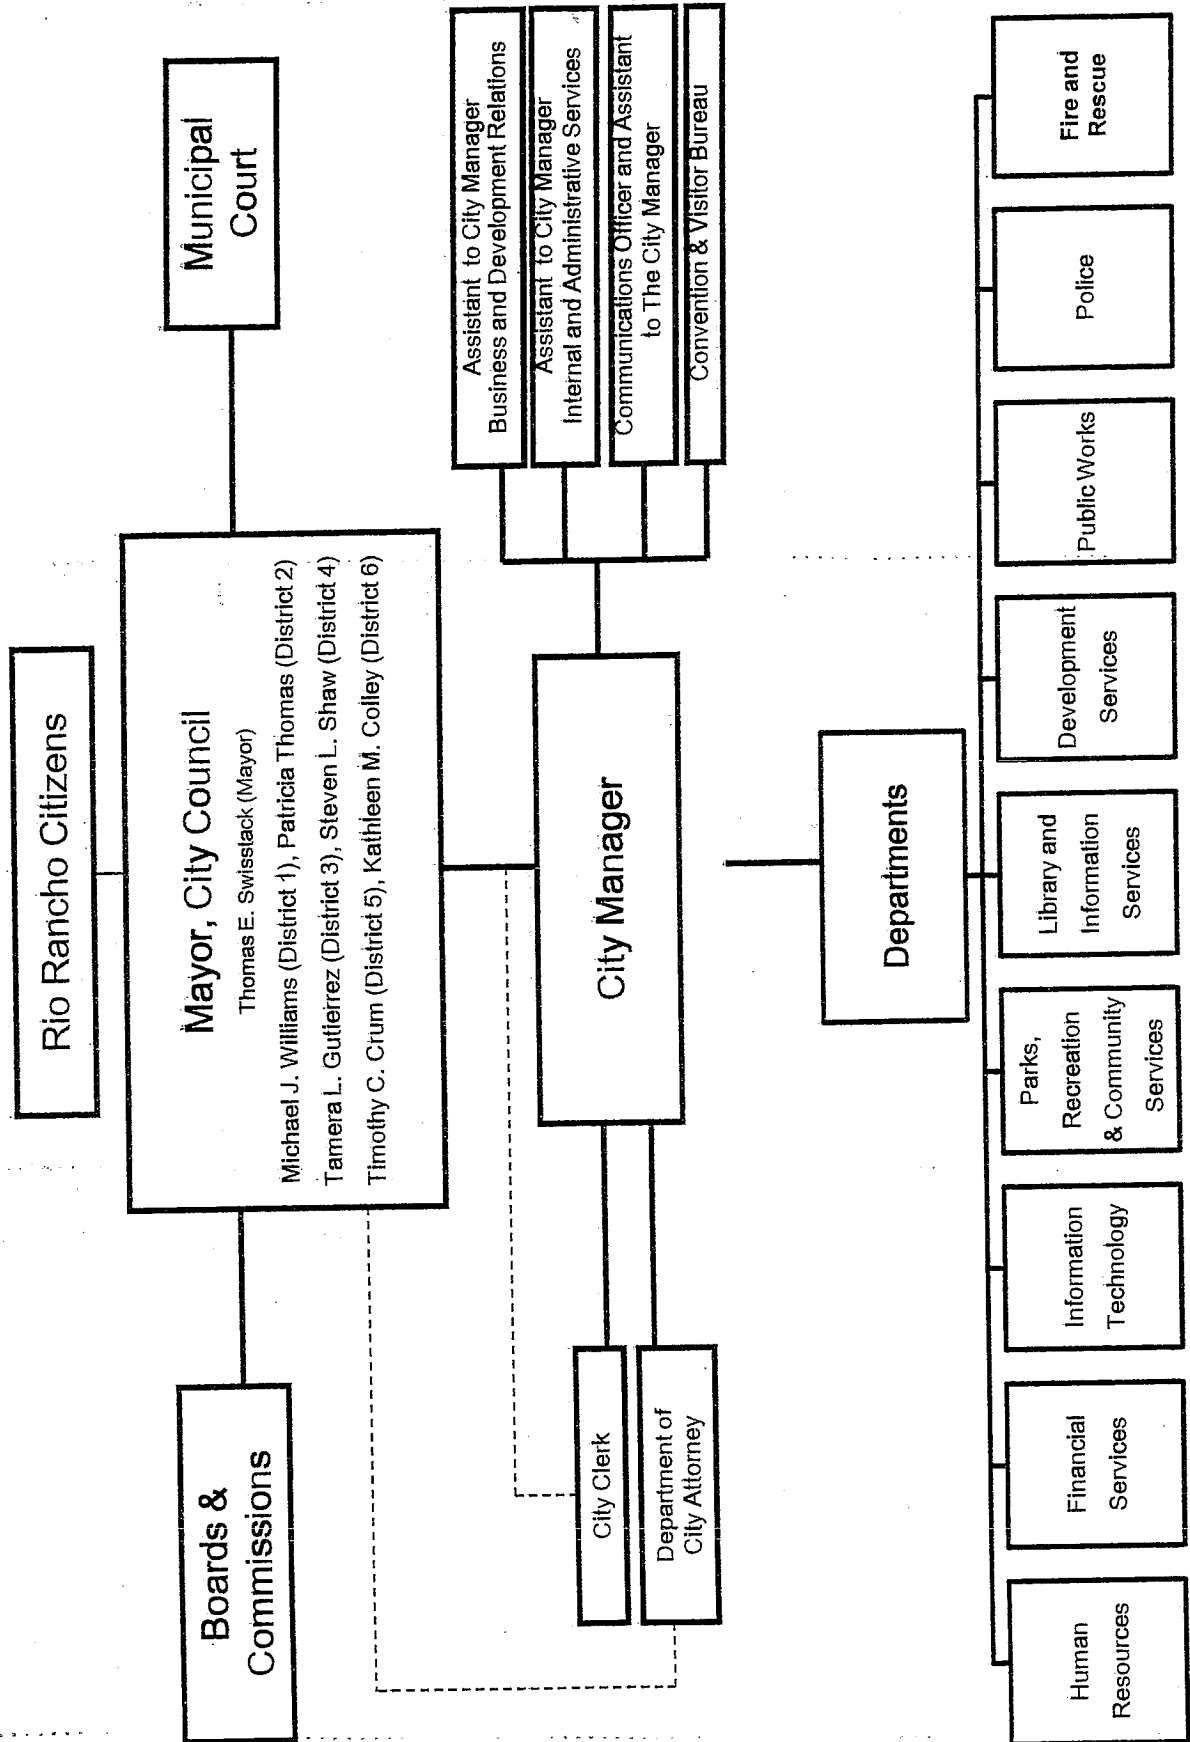 Rio Rancho Citizens
Mayor, City Council
Thomas E. Swisstack (Mayor)
Michael J. Williams (District 1), Patricia Thomas (District 2)
Tamera L. Gutierrez (District 3), Steven L. Shaw (District 4)
Timothy C. Crum (District 5), Kathleen M. Colley (District 6)
Boards &
Commissions
Municipal
Court
City Manager
City Clerk
Department of
City Attorney
Assistant to City Manager
Business and Development Relations
Assistant to City Manager
Internal and Administrative Services
Communications Officer and Assistant
to The City Manager
Convention & Visitor Bureau
Departments
Human
Resources
Financial
Services
Information
Technology
Parks,
Recreation
& Community
Services
Library and
Information
Services
Development
Services
Public Works
Police
Fire and
Rescue